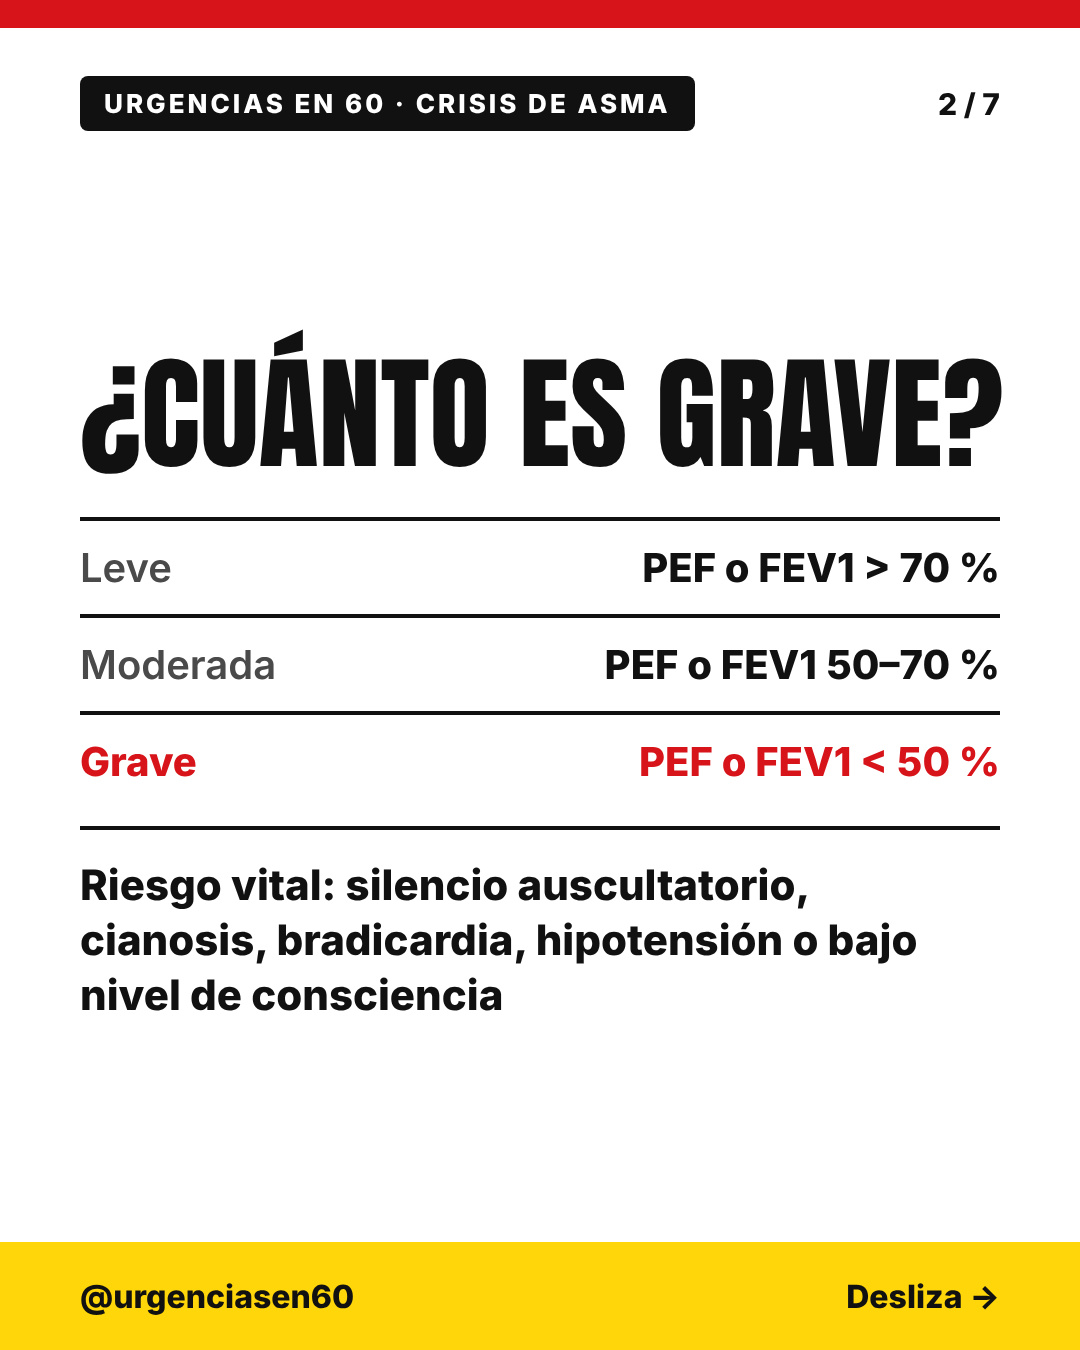 URGENCIAS EN 60 · CRISIS DE ASMA
2 / 7
¿CUÁNTO ES GRAVE?
Leve PEF o FEV1 > 70 %
Moderada PEF o FEV1 50–70 %
Grave PEF o FEV1 < 50 %
Riesgo vital: silencio auscultatorio,
cianosis, bradicardia, hipotensión o bajo
nivel de consciencia
@urgenciasen60
Desliza →